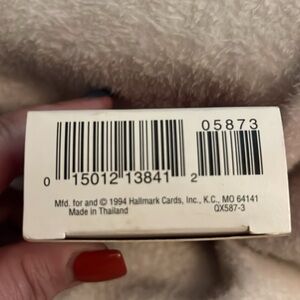 05873
0 15012 13841 2
Mfd. for and © 1994 Hallmark Cards, Inc., K.C., MO 64141
Made in Thailand QX587-3